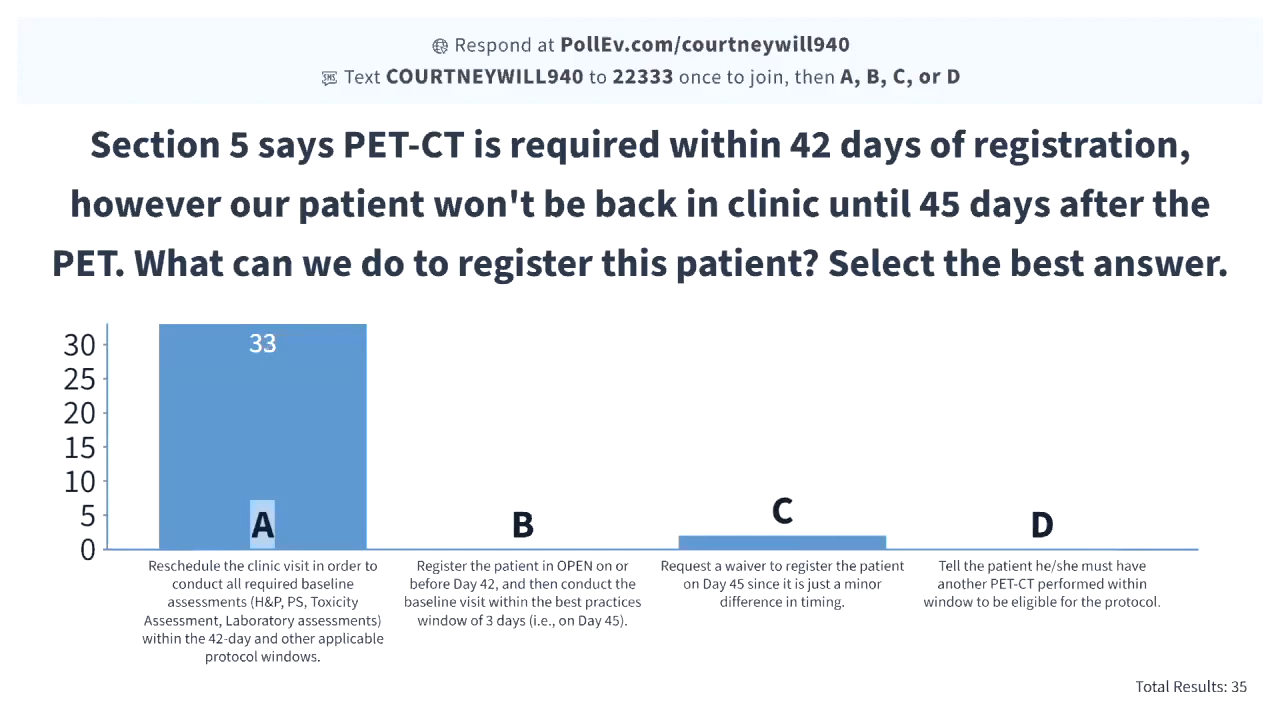 Respond at PollEv.com/courtneywill940
Text COURTNEYWILL940 to 22333 once to join, then A, B, C, or D
Section 5 says PET-CT is required within 42 days of registration,
however our patient won't be back in clinic until 45 days after the
PET. What can we do to register this patient? Select the best answer.
30
25
20
15
10
5
0
33
A
B
C
D
Reschedule the clinic visit in order to
conduct all required baseline
assessments (H&P, PS, Toxicity
Assessment, Laboratory assessments)
within the 42-day and other applicable
protocol windows.
Register the patient in OPEN on or
before Day 42, and then conduct the
baseline visit within the best practices
window of 3 days (i.e., on Day 45).
Request a waiver to register the patient
on Day 45 since it is just a minor
difference in timing.
Tell the patient he/she must have
another PET-CT performed within
window to be eligible for the protocol.
Total Results: 35